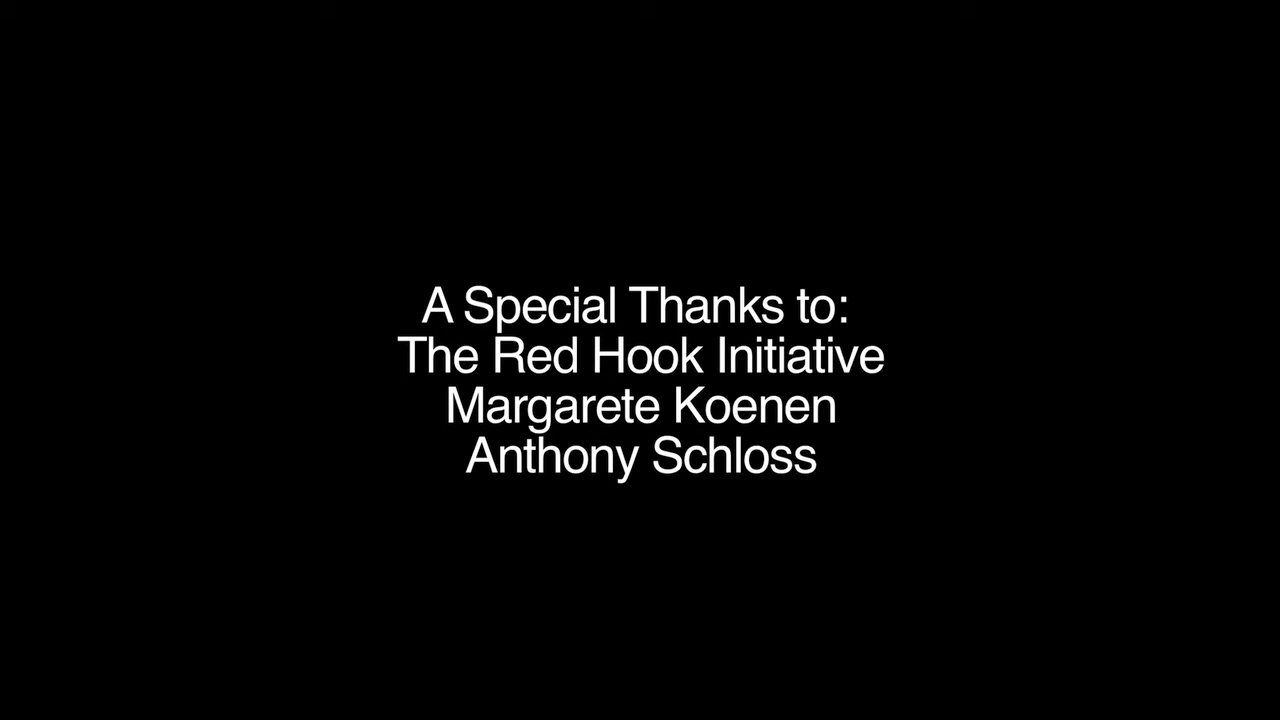 A Special Thanks to:
The Red Hook Initiative
Margarete Koenen
Anthony Schloss